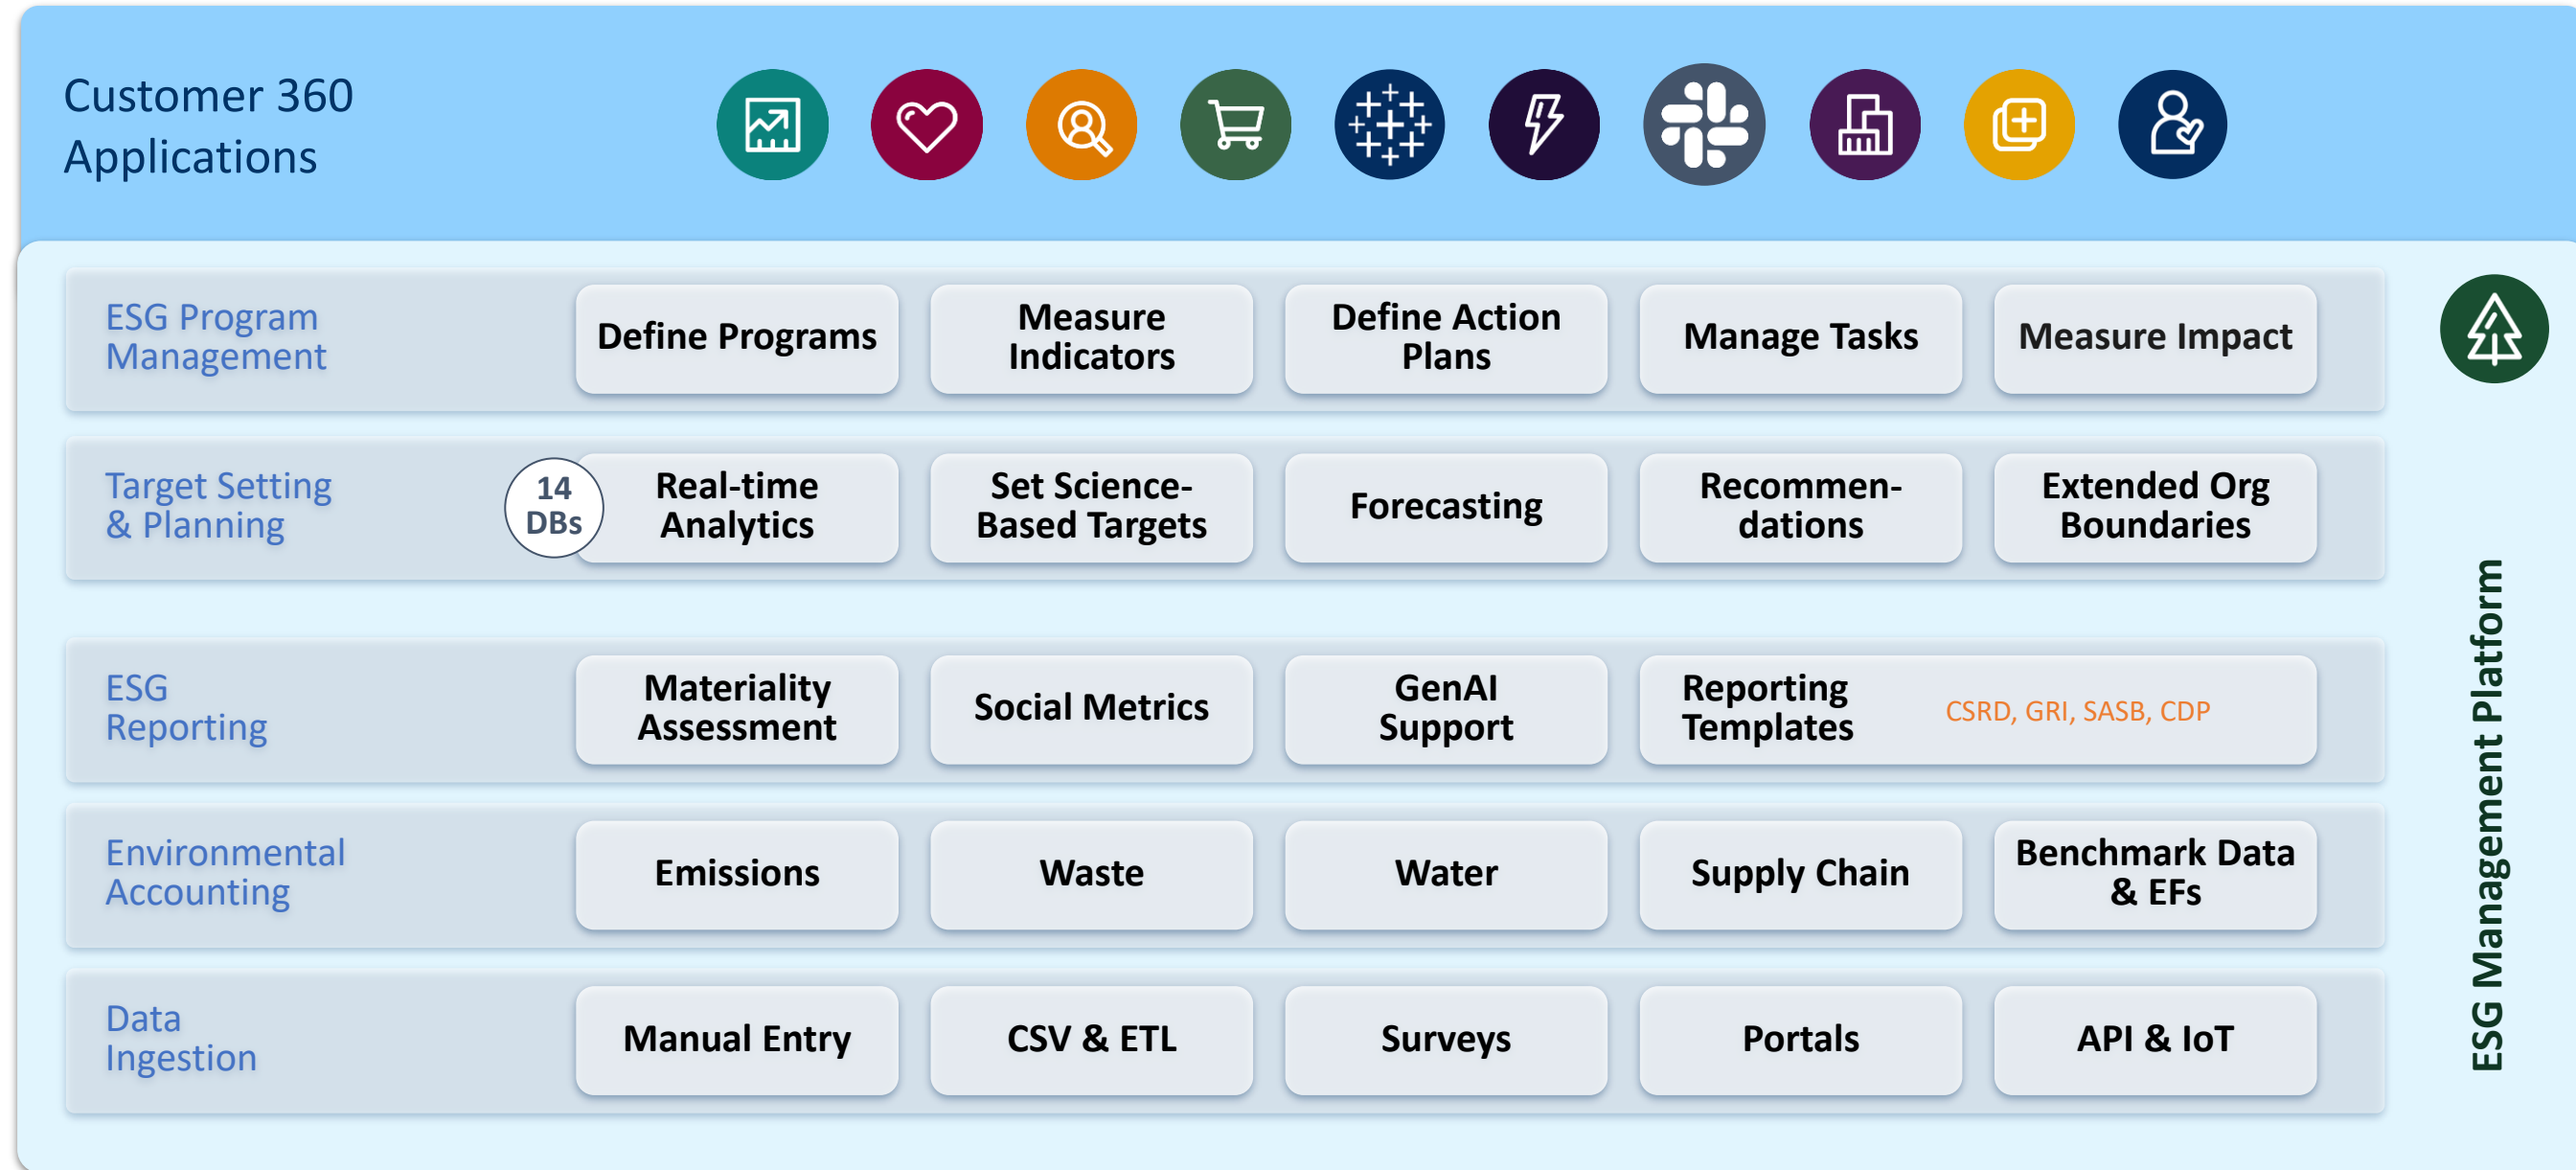 Customer 360
Applications
ESG Program
Management
Define Programs
Measure
Indicators
Define Action
Plans
Manage Tasks
Measure Impact
Target Setting
& Planning
14
DBs
Real-time
Analytics
Set Science-
Based Targets
Forecasting
Recommen-
dations
Extended Org
Boundaries
ESG
Reporting
Materiality
Assessment
Social Metrics
GenAI
Support
Reporting
Templates
CSRD, GRI, SASB, CDP
Environmental
Accounting
Emissions
Waste
Water
Supply Chain
Benchmark Data
& EFs
Data
Ingestion
Manual Entry
CSV & ETL
Surveys
Portals
API & IoT
ESG Management Platform